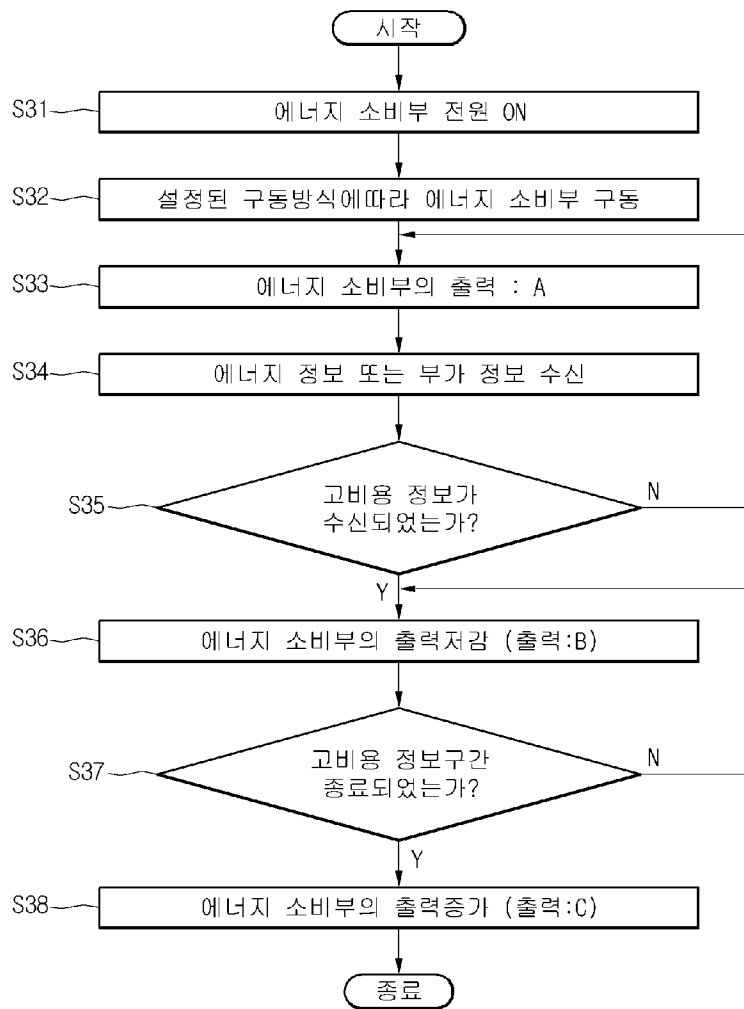 시작
S31
에너지 소비부 전원 ON
S32
설정된 구동방식에따라 에너지 소비부 구동
S33
에너지 소비부의 출력 : A
S34
에너지 정보 또는 부가 정보 수신
S35
고비용 정보가
수신되었는가?
N
Y
S36
에너지 소비부의 출력저감 (출력:B)
S37
고비용 정보구간
종료되었는가?
N
Y
S38
에너지 소비부의 출력증가 (출력:C)
종료